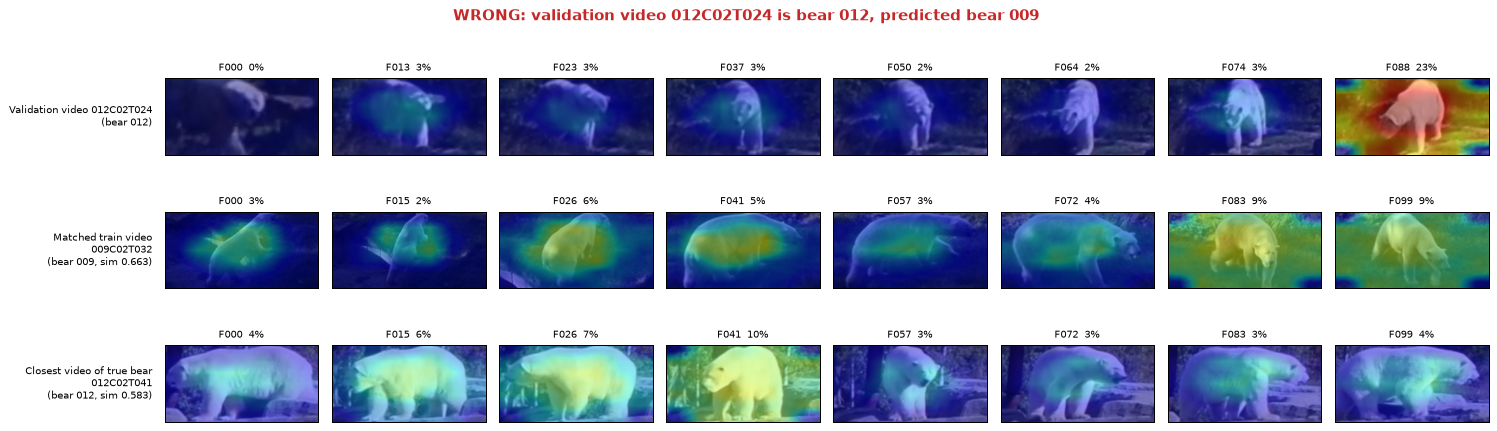 WRONG: validation video 012C02T024 is bear 012, predicted bear 009
F000 0% F013 3% F023 3% F037 3% F050 2% F064 2% F074 3% F088 23%
Validation video 012C02T024
(bear 012)
F000 3% F015 2% F026 6% F041 5% F057 3% F072 4% F083 9% F099 9%
Matched train video
009C02T032
(bear 009, sim 0.663)
F000 4% F015 6% F026 7% F041 10% F057 3% F072 3% F083 3% F099 4%
Closest video of true bear
012C02T041
(bear 012, sim 0.583)